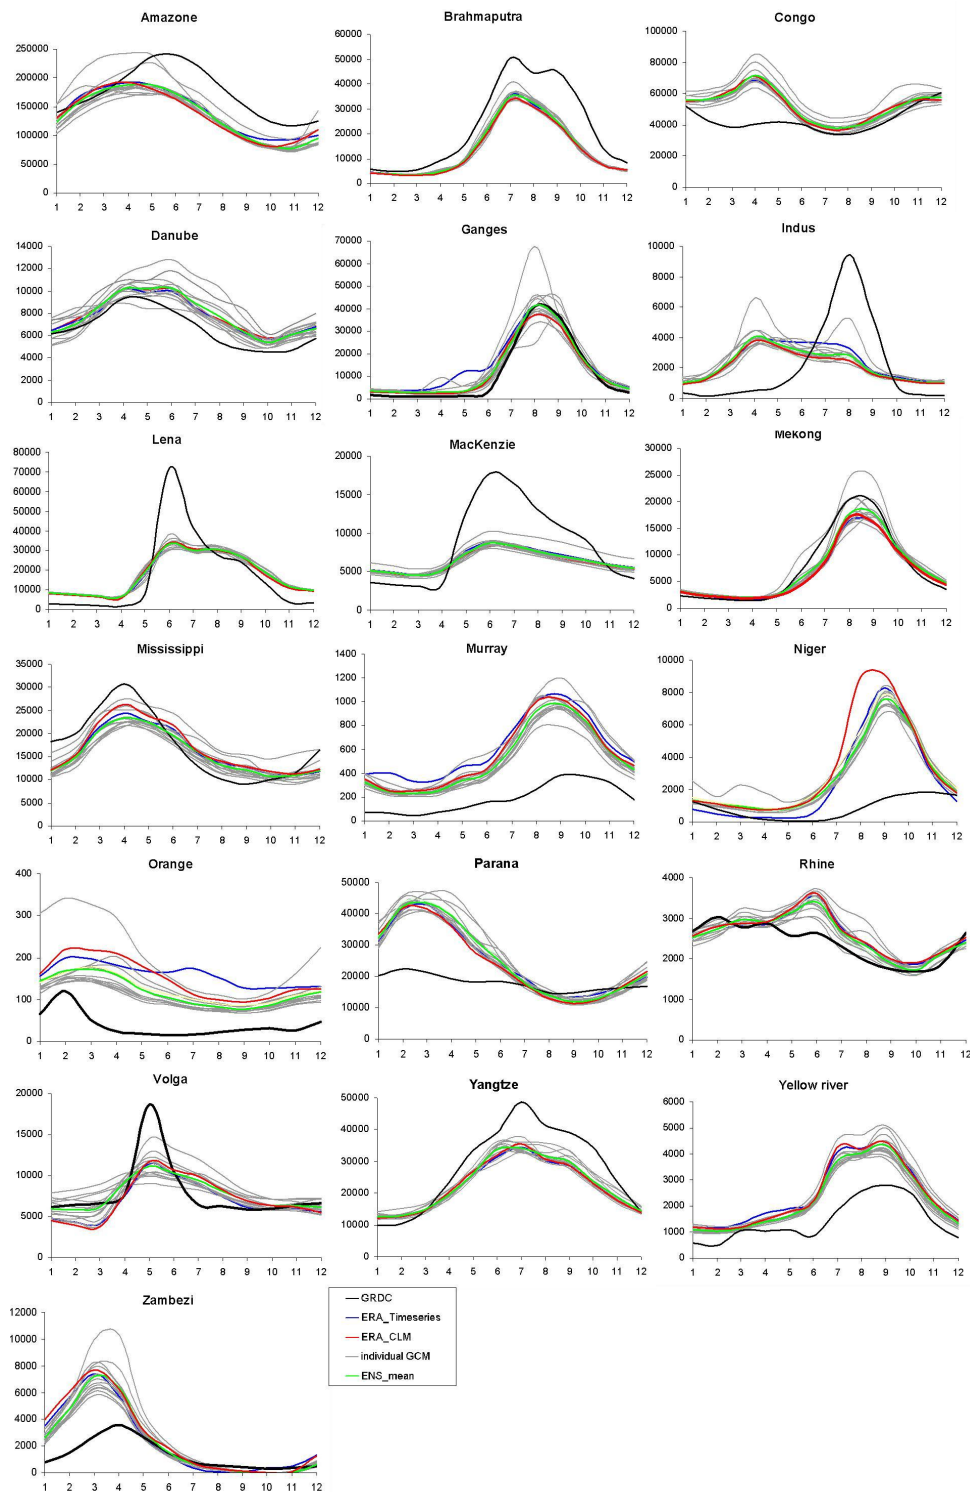 Amazone
250000
200000
150000
100000
50000
0
1 2 3 4 5 6 7 8 9 10 11 12
Brahmaputra
60000
50000
40000
30000
20000
10000
0
1 2 3 4 5 6 7 8 9 10 11 12
Congo
100000
80000
60000
40000
20000
0
1 2 3 4 5 6 7 8 9 10 11 12
Danube
14000
12000
10000
8000
6000
4000
2000
0
1 2 3 4 5 6 7 8 9 10 11 12
Ganges
70000
60000
50000
40000
30000
20000
10000
0
1 2 3 4 5 6 7 8 9 10 11 12
Indus
10000
8000
6000
4000
2000
0
1 2 3 4 5 6 7 8 9 10 11 12
Lena
80000
70000
60000
50000
40000
30000
20000
10000
0
1 2 3 4 5 6 7 8 9 10 11 12
MacKenzie
20000
15000
10000
5000
0
1 2 3 4 5 6 7 8 9 10 11 12
Mekong
30000
25000
20000
15000
10000
5000
0
1 2 3 4 5 6 7 8 9 10 11 12
Mississippi
35000
30000
25000
20000
15000
10000
5000
0
1 2 3 4 5 6 7 8 9 10 11 12
Murray
1400
1200
1000
800
600
400
200
0
1 2 3 4 5 6 7 8 9 10 11 12
Niger
10000
8000
6000
4000
2000
0
1 2 3 4 5 6 7 8 9 10 11 12
Orange
400
300
200
100
0
1 2 3 4 5 6 7 8 9 10 11 12
Parana
50000
40000
30000
20000
10000
0
1 2 3 4 5 6 7 8 9 10 11 12
Rhine
4000
3000
2000
1000
0
1 2 3 4 5 6 7 8 9 10 11 12
Volga
20000
15000
10000
5000
0
1 2 3 4 5 6 7 8 9 10 11 12
Yangtze
50000
40000
30000
20000
10000
0
1 2 3 4 5 6 7 8 9 10 11 12
Yellow river
6000
5000
4000
3000
2000
1000
0
1 2 3 4 5 6 7 8 9 10 11 12
Zambezi
12000
10000
8000
6000
4000
2000
0
1 2 3 4 5 6 7 8 9 10 11 12
GRDC
ERA_Timeseries
ERA_CLM
individual GCM
ENS_mean